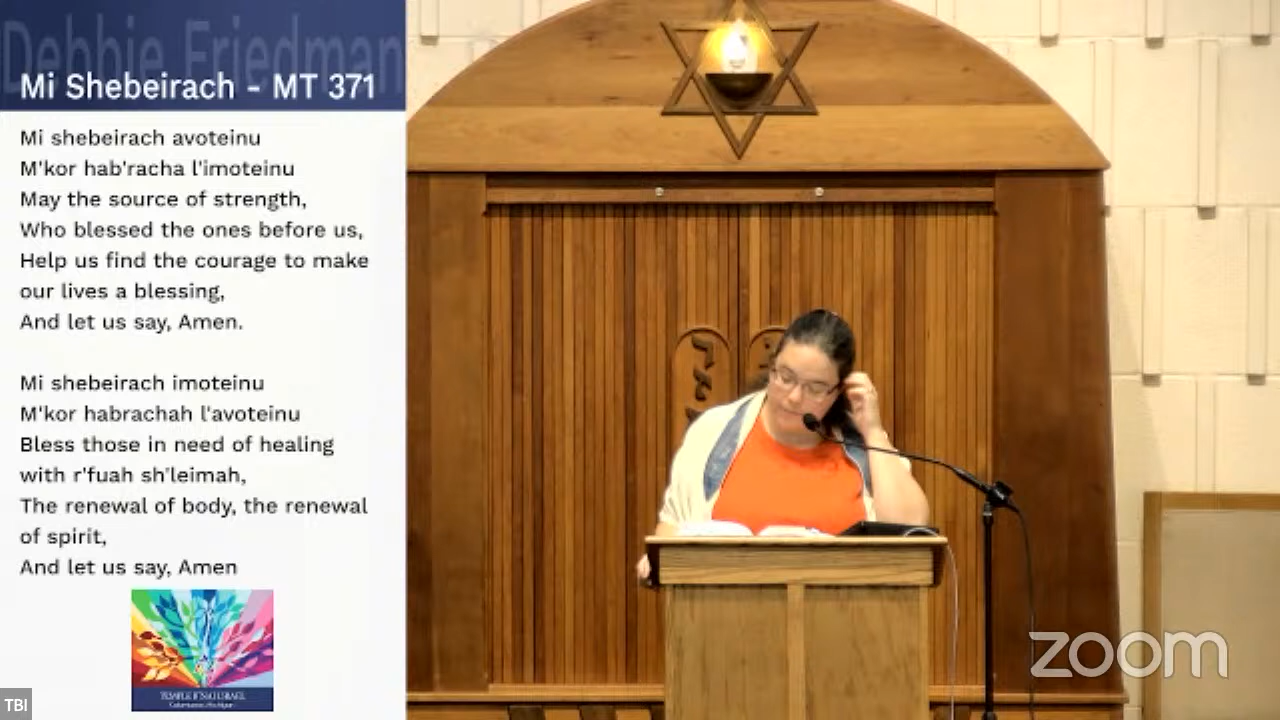 Debbie Friedman
Mi Shebeirach - MT 371
Mi shebeirach avoteinu
M'kor hab'racha l'imoteinu
May the source of strength,
Who blessed the ones before us,
Help us find the courage to make
our lives a blessing,
And let us say, Amen.
Mi shebeirach imoteinu
M'kor habrachah l'avoteinu
Bless those in need of healing
with r'fuah sh'leimah,
The renewal of body, the renewal
of spirit,
And let us say, Amen
TEMPLE B'NAI ISRAEL
TBI
zoom